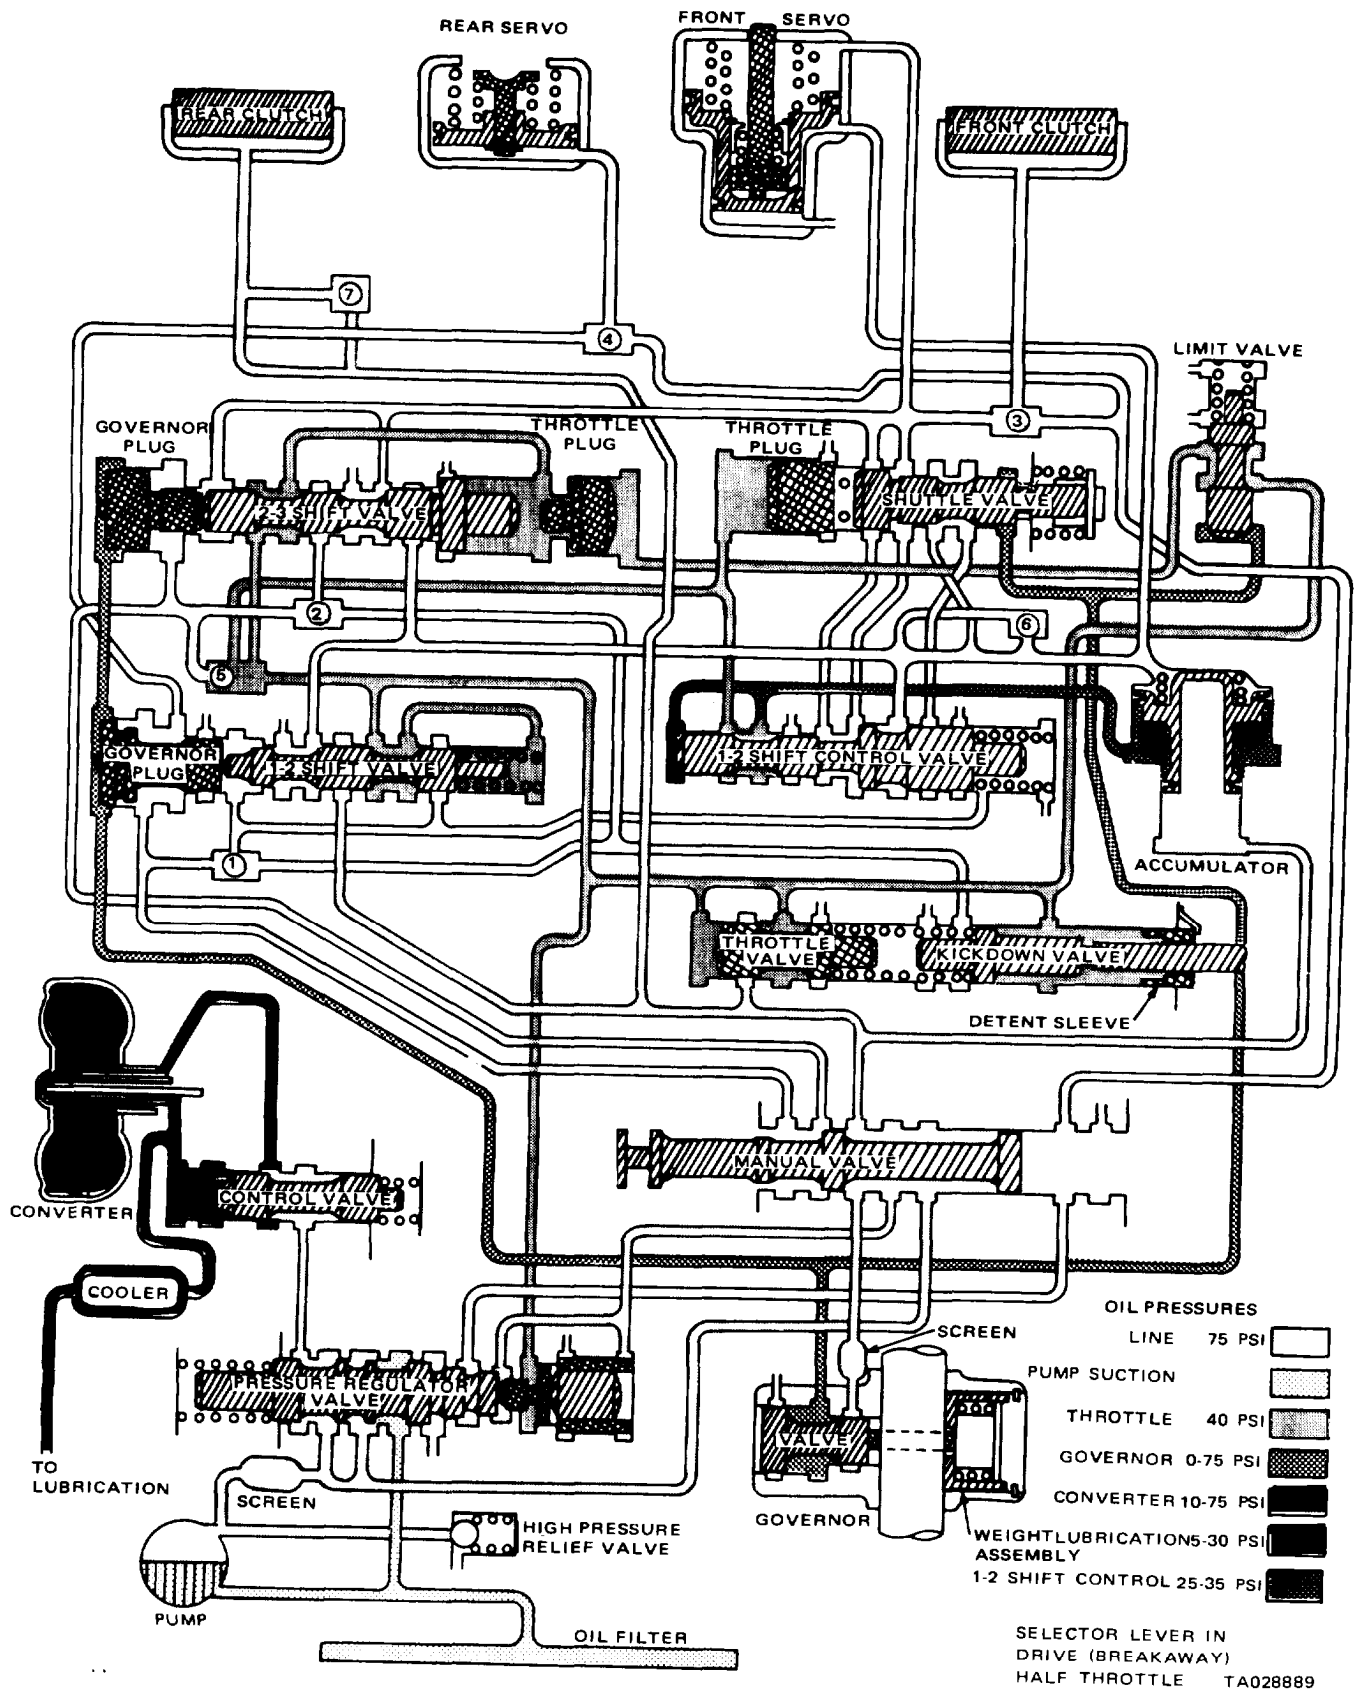 REAR SERVO
FRONT SERVO
REAR CLUTCH
FRONT CLUTCH
7
4
LIMIT VALVE
3
GOVERNOR
PLUG
THROTTLE
PLUG
THROTTLE
PLUG
2-3 SHIFT VALVE
SHUTTLE VALVE
2
6
5
GOVERNOR
PLUG
1-2 SHIFT VALVE
1-2 SHIFT CONTROL VALVE
1
ACCUMULATOR
THROTTLE
VALVE
KICKDOWN VALVE
DETENT SLEEVE
MANUAL VALVE
CONTROL VALVE
CONVERTER
COOLER
OIL PRESSURES
LINE 75 PSI
PUMP SUCTION
THROTTLE 40 PSI
GOVERNOR 0-75 PSI
CONVERTER 10-75 PSI
LUBRICATION 5-30 PSI
1-2 SHIFT CONTROL 25-35 PSI
SCREEN
PRESSURE REGULATOR
VALVE
VALVE
TO
LUBRICATION
SCREEN
GOVERNOR
WEIGHT
ASSEMBLY
HIGH PRESSURE
RELIEF VALVE
PUMP
OIL FILTER
SELECTOR LEVER IN
DRIVE (BREAKAWAY)
HALF THROTTLE TA028889